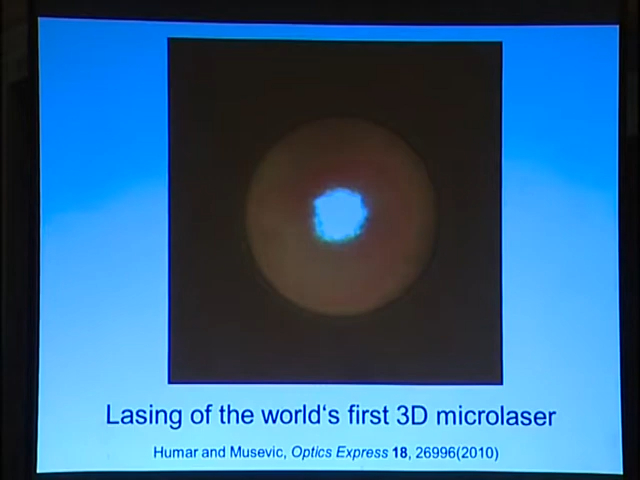 Lasing of the world‘s first 3D microlaser
Humar and Musevic, Optics Express 18, 26996(2010)